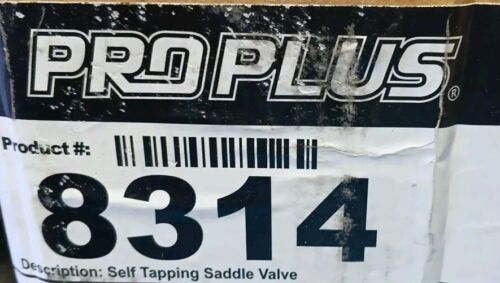 PROPLUS®
Product #:
8314
Description: Self Tapping Saddle Valve